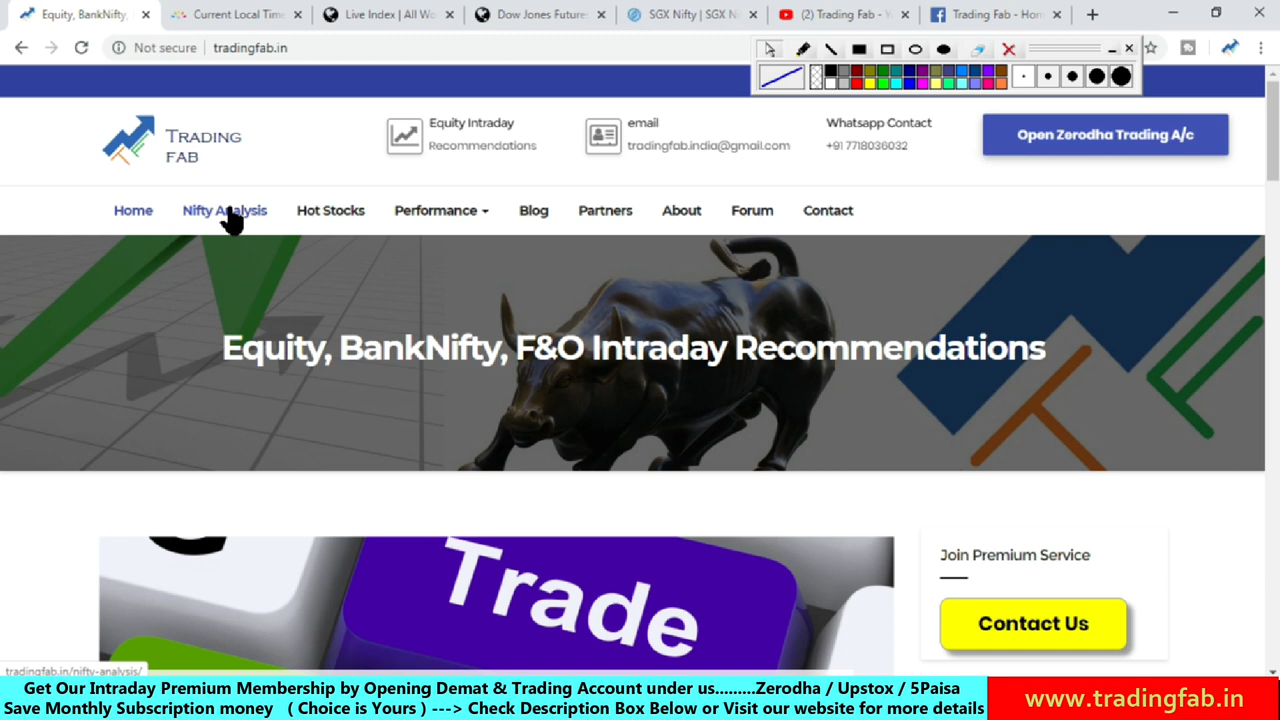 Equity, BankNifty,
Current Local Time
Live Index | All Wo
Dow Jones Future
SGX Nifty | SGX N
(2) Trading Fab - Y
Trading Fab - Hom
Not secure
tradingfab.in
TRADING
FAB
Equity Intraday
Recommendations
email
tradingfab.india@gmail.com
Whatsapp Contact
+91 7718036032
Open Zerodha Trading A/c
Home
Nifty Analysis
Hot Stocks
Performance
Blog
Partners
About
Forum
Contact
Equity, BankNifty, F&O Intraday Recommendations
Trade
Join Premium Service
Contact Us
tradingfab.in/nifty-analysis/
Get Our Intraday Premium Membership by Opening Demat & Trading Account under us.........Zerodha / Upstox / 5Paisa
Save Monthly Subscription money ( Choice is Yours ) ---> Check Description Box Below or Visit our website for more details
www.tradingfab.in